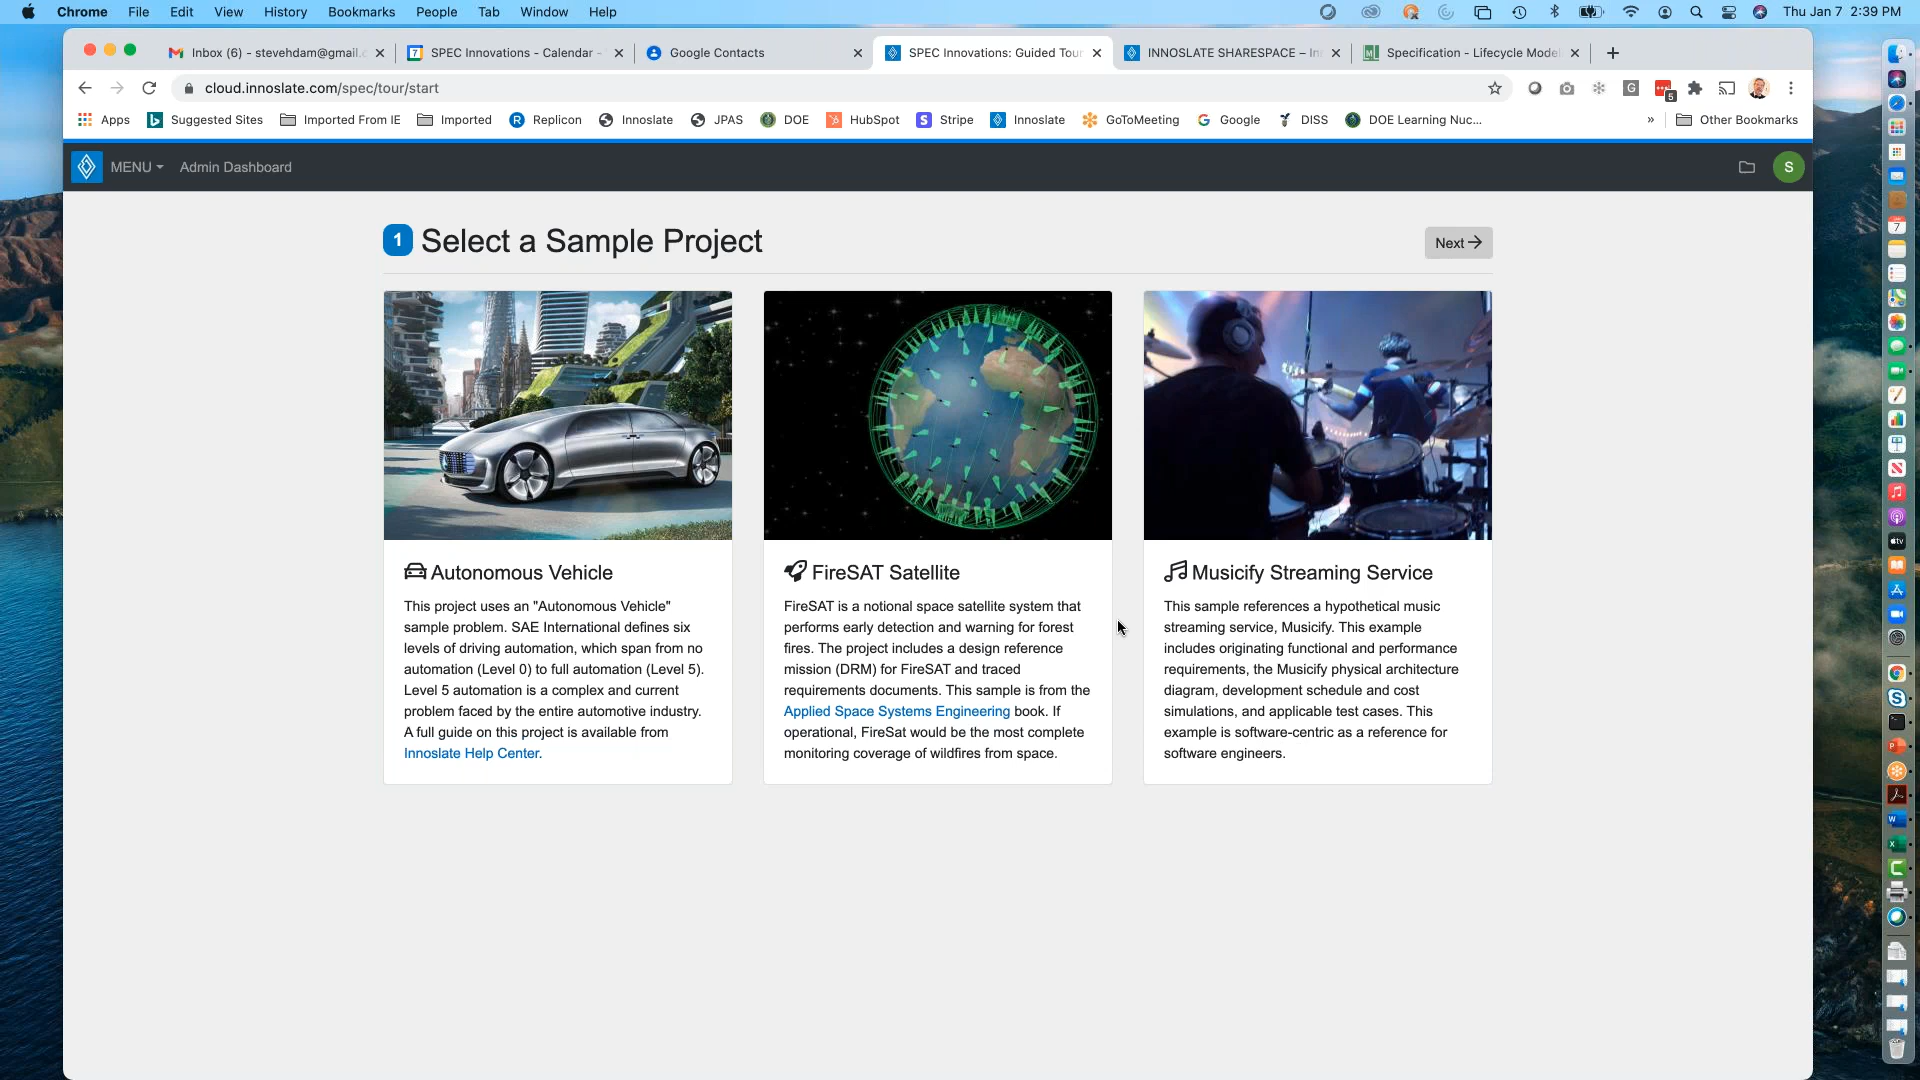 Chrome File Edit View History Bookmarks People Tab Window Help Thu Jan 7 2:39 PM
Inbox (6) - stevehdam@gmail.c SPEC Innovations - Calendar - Google Contacts SPEC Innovations: Guided Tour INNOSLATE SHARESPACE – In Specification - Lifecycle Model
cloud.innoslate.com/spec/tour/start
Apps Suggested Sites Imported From IE Imported Replicon Innoslate JPAS DOE HubSpot Stripe Innoslate GoToMeeting Google DISS DOE Learning Nuc... » Other Bookmarks
MENU Admin Dashboard S
1 Select a Sample Project
Next
Autonomous Vehicle
This project uses an "Autonomous Vehicle"
sample problem. SAE International defines six
levels of driving automation, which span from no
automation (Level 0) to full automation (Level 5).
Level 5 automation is a complex and current
problem faced by the entire automotive industry.
A full guide on this project is available from
Innoslate Help Center.
FireSAT Satellite
FireSAT is a notional space satellite system that
performs early detection and warning for forest
fires. The project includes a design reference
mission (DRM) for FireSAT and traced
requirements documents. This sample is from the
Applied Space Systems Engineering book. If
operational, FireSat would be the most complete
monitoring coverage of wildfires from space.
Musicify Streaming Service
This sample references a hypothetical music
streaming service, Musicify. This example
includes originating functional and performance
requirements, the Musicify physical architecture
diagram, development schedule and cost
simulations, and applicable test cases. This
example is software-centric as a reference for
software engineers.